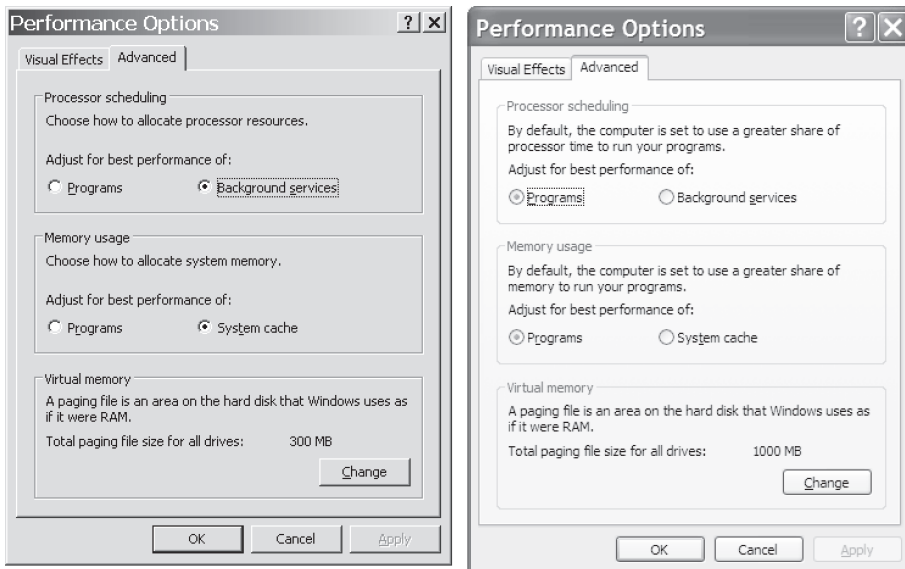 Performance Options
Visual Effects Advanced
Processor scheduling
Choose how to allocate processor resources.
Adjust for best performance of:
Programs Background services
Memory usage
Choose how to allocate system memory.
Adjust for best performance of:
Programs System cache
Virtual memory
A paging file is an area on the hard disk that Windows uses as
if it were RAM.
Total paging file size for all drives: 300 MB
Change
OK Cancel Apply
Performance Options
Visual Effects Advanced
Processor scheduling
By default, the computer is set to use a greater share of
processor time to run your programs.
Adjust for best performance of:
Programs Background services
Memory usage
By default, the computer is set to use a greater share of
memory to run your programs.
Adjust for best performance of:
Programs System cache
Virtual memory
A paging file is an area on the hard disk that Windows uses as
if it were RAM.
Total paging file size for all drives: 1000 MB
Change
OK Cancel Apply